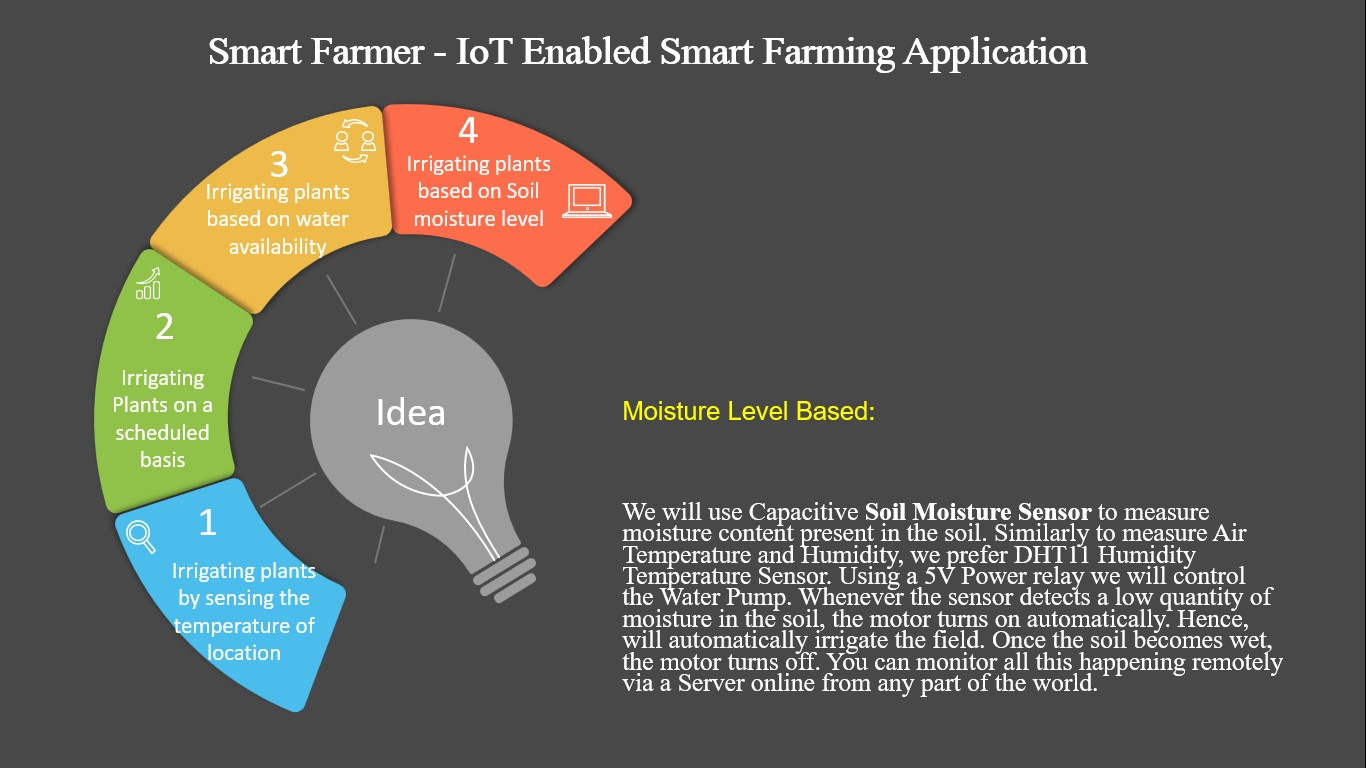 Smart Farmer - IoT Enabled Smart Farming Application
4
Irrigating plants
based on Soil
moisture level
3
Irrigating plants
based on water
availability
2
Irrigating
Plants on a
scheduled
basis
1
Irrigating plants
by sensing the
temperature of
location
Idea
Moisture Level Based:
We will use Capacitive Soil Moisture Sensor to measure
moisture content present in the soil. Similarly to measure Air
Temperature and Humidity, we prefer DHT11 Humidity
Temperature Sensor. Using a 5V Power relay we will control
the Water Pump. Whenever the sensor detects a low quantity of
moisture in the soil, the motor turns on automatically. Hence,
will automatically irrigate the field. Once the soil becomes wet,
the motor turns off. You can monitor all this happening remotely
via a Server online from any part of the world.